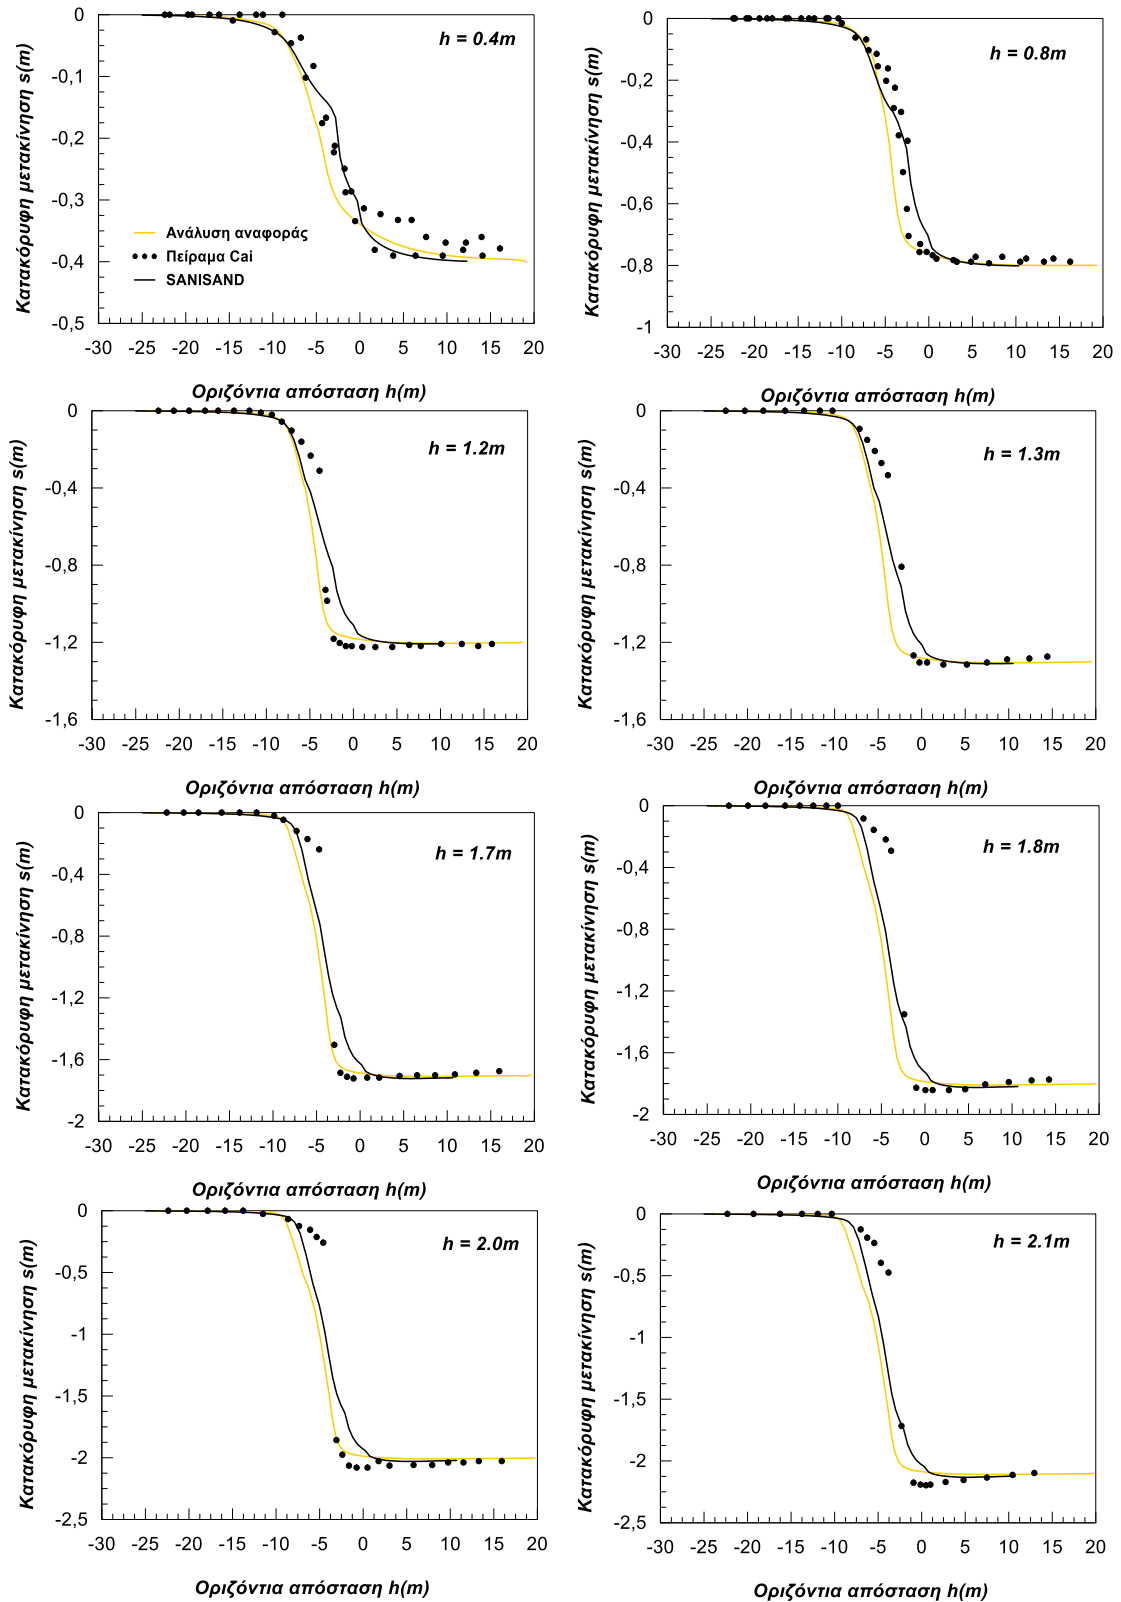 Κατακόρυφη μετακίνηση s(m)
0
-0,1
-0,2
-0,3
-0,4
-0,5
h = 0.4m
Ανάλυση αναφοράς
Πείραμα Cai
SANISAND
-30 -25 -20 -15 -10 -5 0 5 10 15 20
Οριζόντια απόσταση h(m)
Κατακόρυφη μετακίνηση s(m)
0
-0,2
-0,4
-0,6
-0,8
-1
h = 0.8m
-30 -25 -20 -15 -10 -5 0 5 10 15 20
Οριζόντια απόσταση h(m)
Κατακόρυφη μετακίνηση s(m)
0
-0,4
-0,8
-1,2
-1,6
h = 1.2m
-30 -25 -20 -15 -10 -5 0 5 10 15 20
Οριζόντια απόσταση h(m)
Κατακόρυφη μετακίνηση s(m)
0
-0,4
-0,8
-1,2
-1,6
h = 1.3m
-30 -25 -20 -15 -10 -5 0 5 10 15 20
Οριζόντια απόσταση h(m)
Κατακόρυφη μετακίνηση s(m)
0
-0,4
-0,8
-1,2
-1,6
-2
h = 1.7m
-30 -25 -20 -15 -10 -5 0 5 10 15 20
Οριζόντια απόσταση h(m)
Κατακόρυφη μετακίνηση s(m)
0
-0,4
-0,8
-1,2
-1,6
-2
h = 1.8m
-30 -25 -20 -15 -10 -5 0 5 10 15 20
Οριζόντια απόσταση h(m)
Κατακόρυφη μετακίνηση s(m)
0
-0,5
-1
-1,5
-2
-2,5
h = 2.0m
-30 -25 -20 -15 -10 -5 0 5 10 15 20
Οριζόντια απόσταση h(m)
Κατακόρυφη μετακίνηση s(m)
0
-0,5
-1
-1,5
-2
-2,5
h = 2.1m
-30 -25 -20 -15 -10 -5 0 5 10 15 20
Οριζόντια απόσταση h(m)